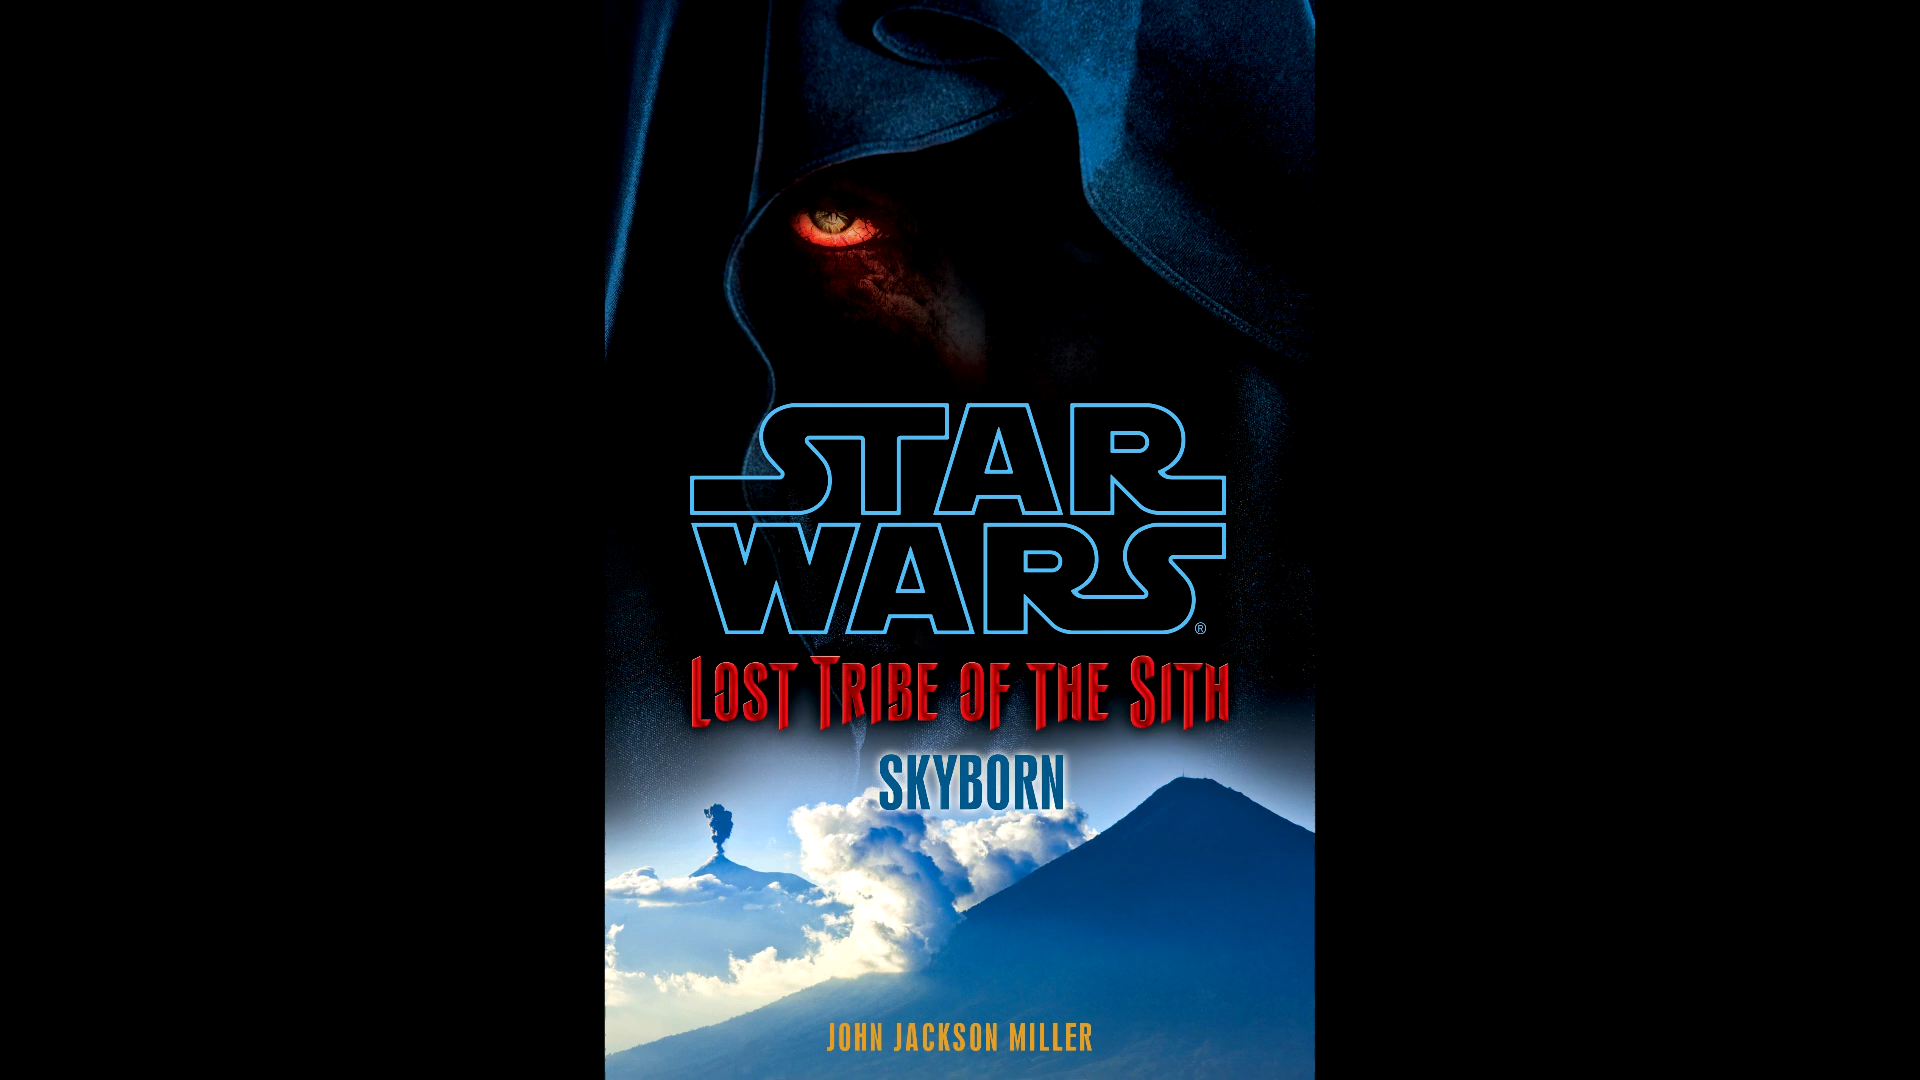 STAR
WARS®
LOST TRIBE OF THE SITH
SKYBORN
JOHN JACKSON MILLER